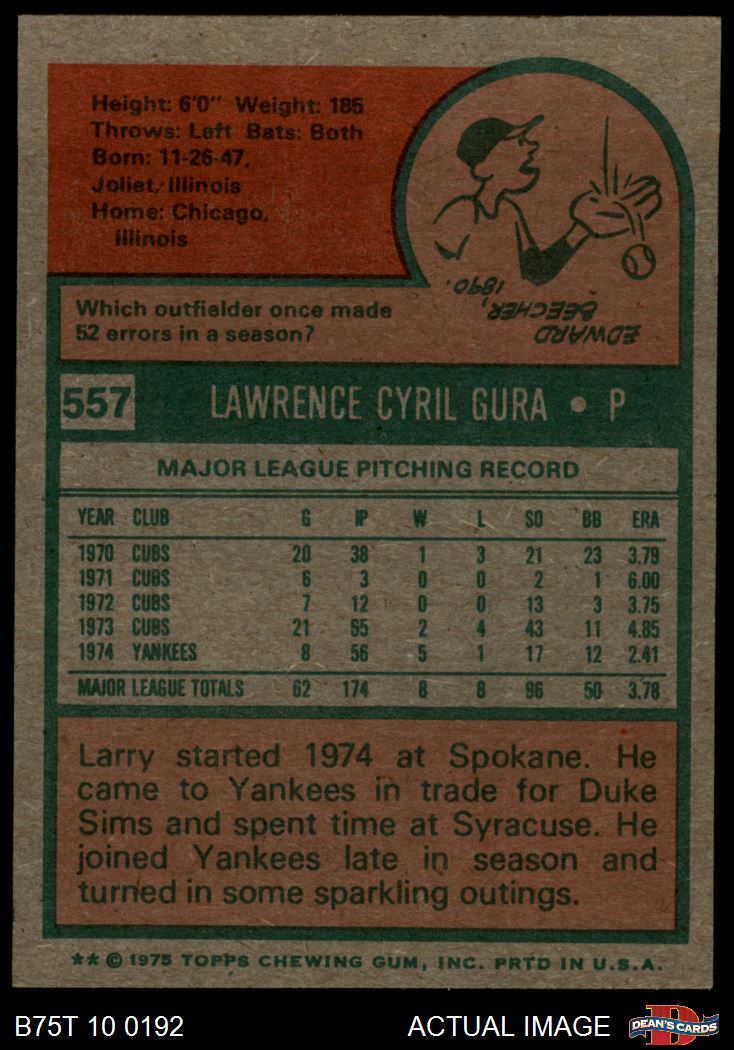 Height: 6'0" Weight: 185
Throws: Left Bats: Both
Born: 11-26-47,
Joliet, Illinois
Home: Chicago,
Illinois
Which outfielder once made
52 errors in a season?
EDWARD
BEECHER,
1890.
557 LAWRENCE CYRIL GURA • P
MAJOR LEAGUE PITCHING RECORD
YEAR CLUB G IP W L SO BB ERA
1970 CUBS 20 38 1 3 21 23 3.79
1971 CUBS 6 3 0 0 2 1 6.00
1972 CUBS 7 12 0 0 13 3 3.75
1973 CUBS 21 65 2 4 43 11 4.85
1974 YANKEES 8 56 5 1 17 12 2.41
MAJOR LEAGUE TOTALS 62 174 8 8 96 50 3.78
Larry started 1974 at Spokane. He
came to Yankees in trade for Duke
Sims and spent time at Syracuse. He
joined Yankees late in season and
turned in some sparkling outings.
** © 1975 TOPPS CHEWING GUM, INC. PRTD IN U.S.A.
B75T 10 0192 ACTUAL IMAGE DEAN'S CARDS